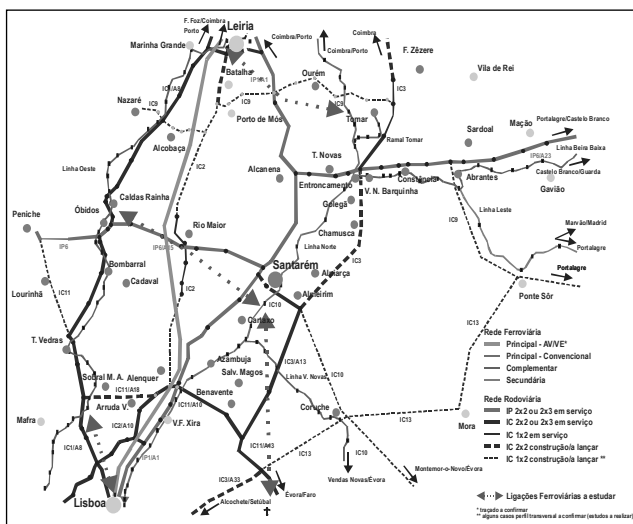 F. Foz/Coimbra
Porto
Leiria
Marinha Grande
Coimbra/Porto
Coimbra/Porto
Coimbra
F. Zêzere
Vila de Rei
IP1/A1
Batalha
Ourém
IC3
IC1/A8
IC9
IC9
Nazaré
IC9
Porto de Mós
Tomar
Ramal Tomar
Sardoal
Mação
Portalagre/Castelo Branco
Alcobaça
Linha Beira Baixa
IP6/A23
Linha Oeste
IC2
T. Novas
Alcanena
Entroncamento
Constância
Abrantes
Castelo Branco/Guarda
V. N. Barquinha
Gavião
Caldas Rainha
Golegã
IC9
Linha Leste
Peniche
Óbidos
Rio Maior
Chamusca
Marvão/Madrid
IP6
IP6/A15
Linha Norte
IC3
Portalagre
Bombarral
Santarém
Portalagre
Lourinhã
IC11
Cadaval
IC2
Alpiarça
Ponte Sôr
IC10
Almeirim
Cartaxo
IC13
T. Vedras
Rede Ferroviária
Principal - AV/VE*
Principal - Convencional
Complementar
Secundária
Azambuja
IC3/A13
Sobral M. A.
Alenquer
Salv. Magos
Linha V. Novas
IC10
IC11/A18
Benavente
Arruda V.
IC11/A10
Coruche
Rede Rodoviária
IP 2x2 ou 2x3 em serviço
IC 2x2 ou 2x3 em serviço
IC 1x2 em serviço
IC 2x2 construção/a lançar
IC 1x2 construção/a lançar **
Mafra
IC2/A10
V.F. Xira
IC13
Mora
IC1/A8
IP1/A1
IC11/A13
IC13
IC10
Montemor-o-Novo/Évora
Lisboa
IC3/A33
Évora/Faro
Vendas Novas/Évora
Alcochete/Setúbal
Ligações Ferroviárias a estudar
* traçado a confirmar
** alguns casos perfil transversal a confirmar (estudos a realizar)